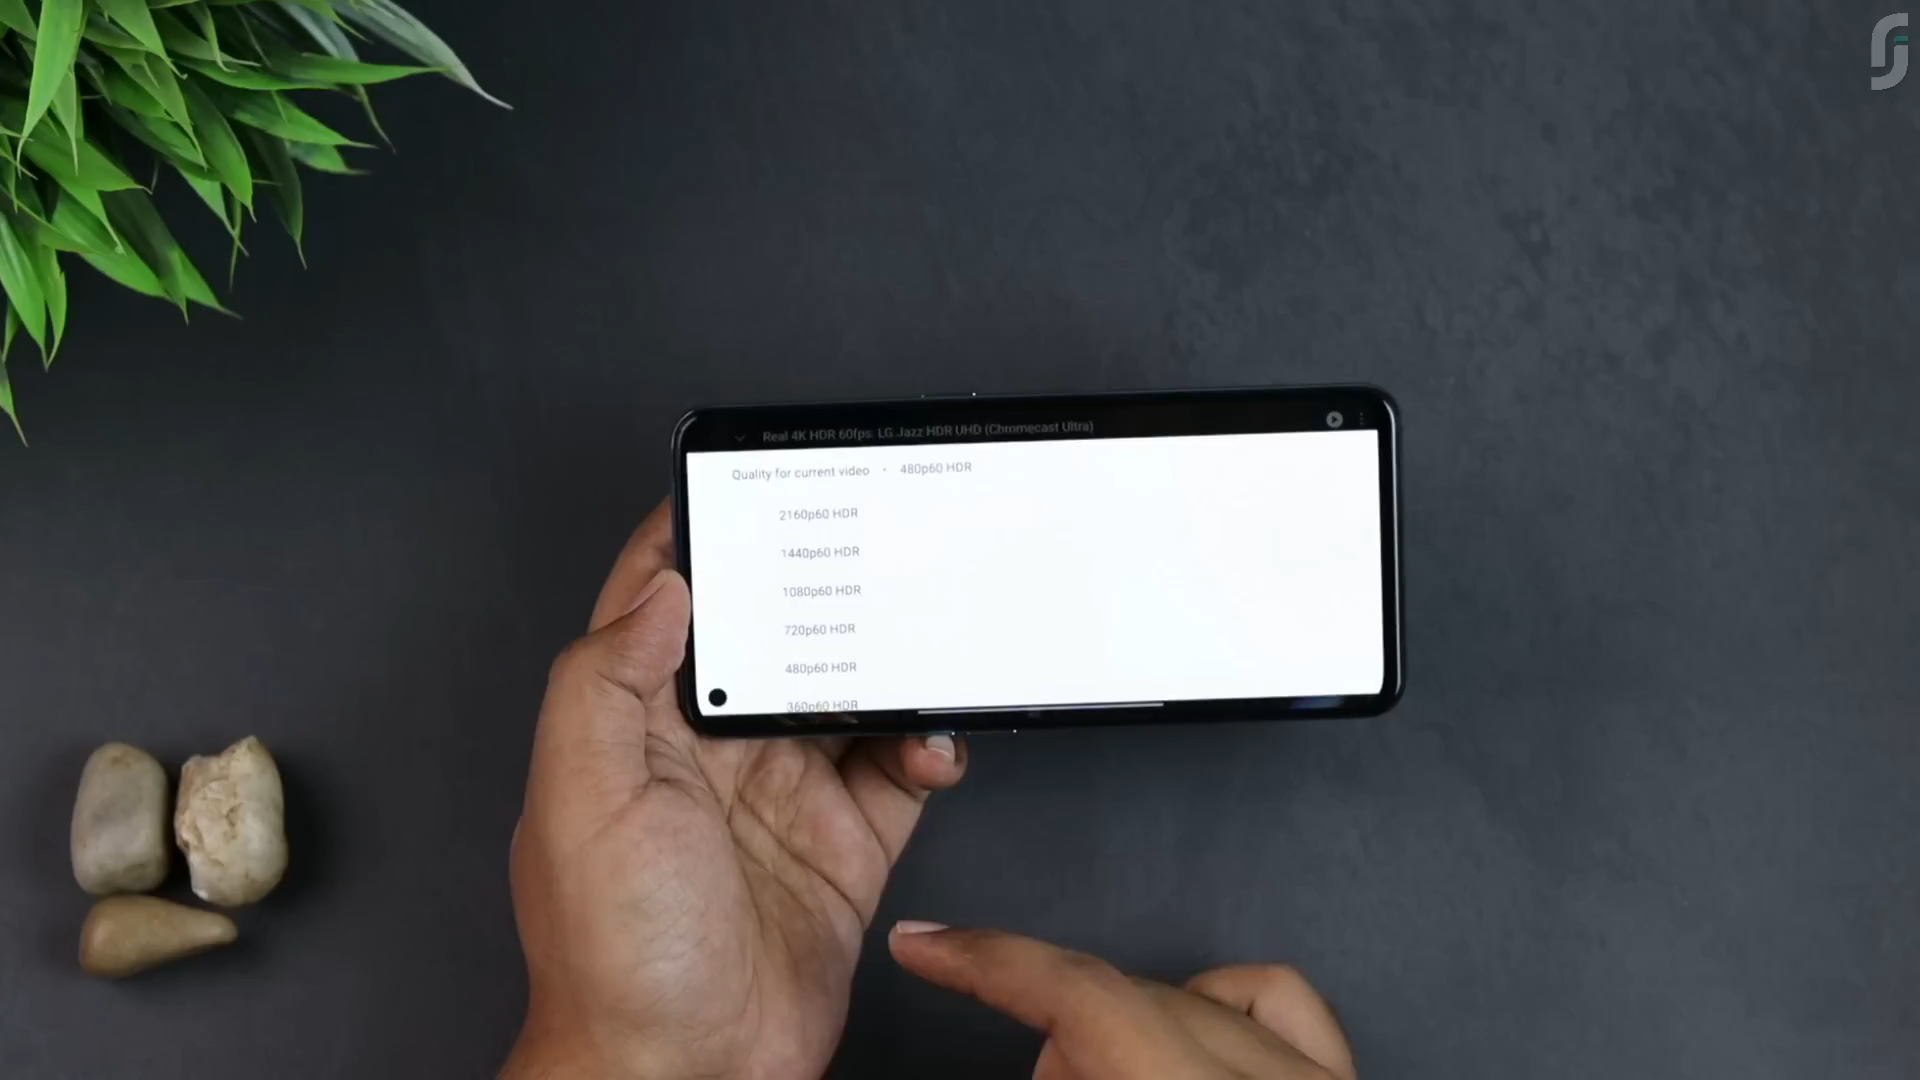 Real 4K HDR 60fps: LG Jazz HDR UHD (Chromecast Ultra)
Quality for current video • 480p60 HDR
2160p60 HDR
1440p60 HDR
1080p60 HDR
720p60 HDR
480p60 HDR
360p60 HDR